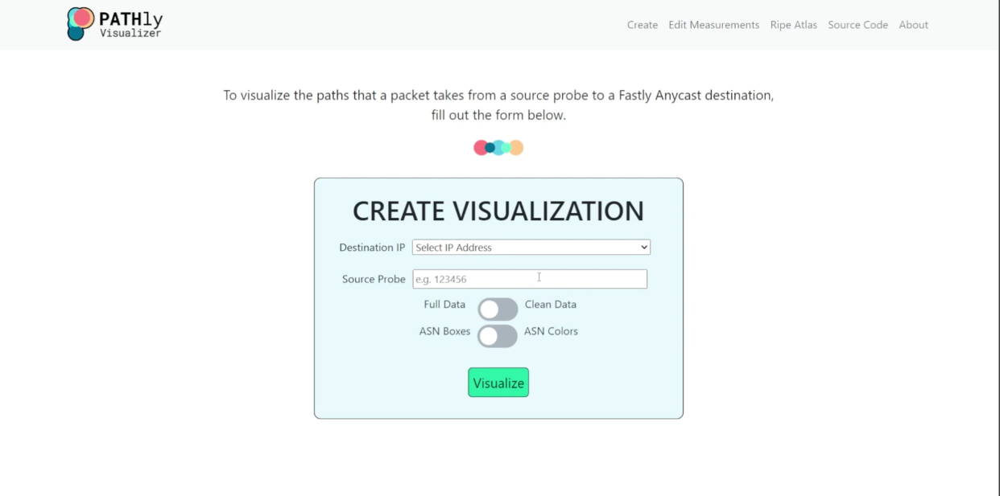 PATHly
Visualizer
Create Edit Measurements Ripe Atlas Source Code About
To visualize the paths that a packet takes from a source probe to a Fastly Anycast destination,
fill out the form below.
CREATE VISUALIZATION
Destination IP Select IP Address
Source Probe e.g. 123456
Full Data Clean Data
ASN Boxes ASN Colors
Visualize